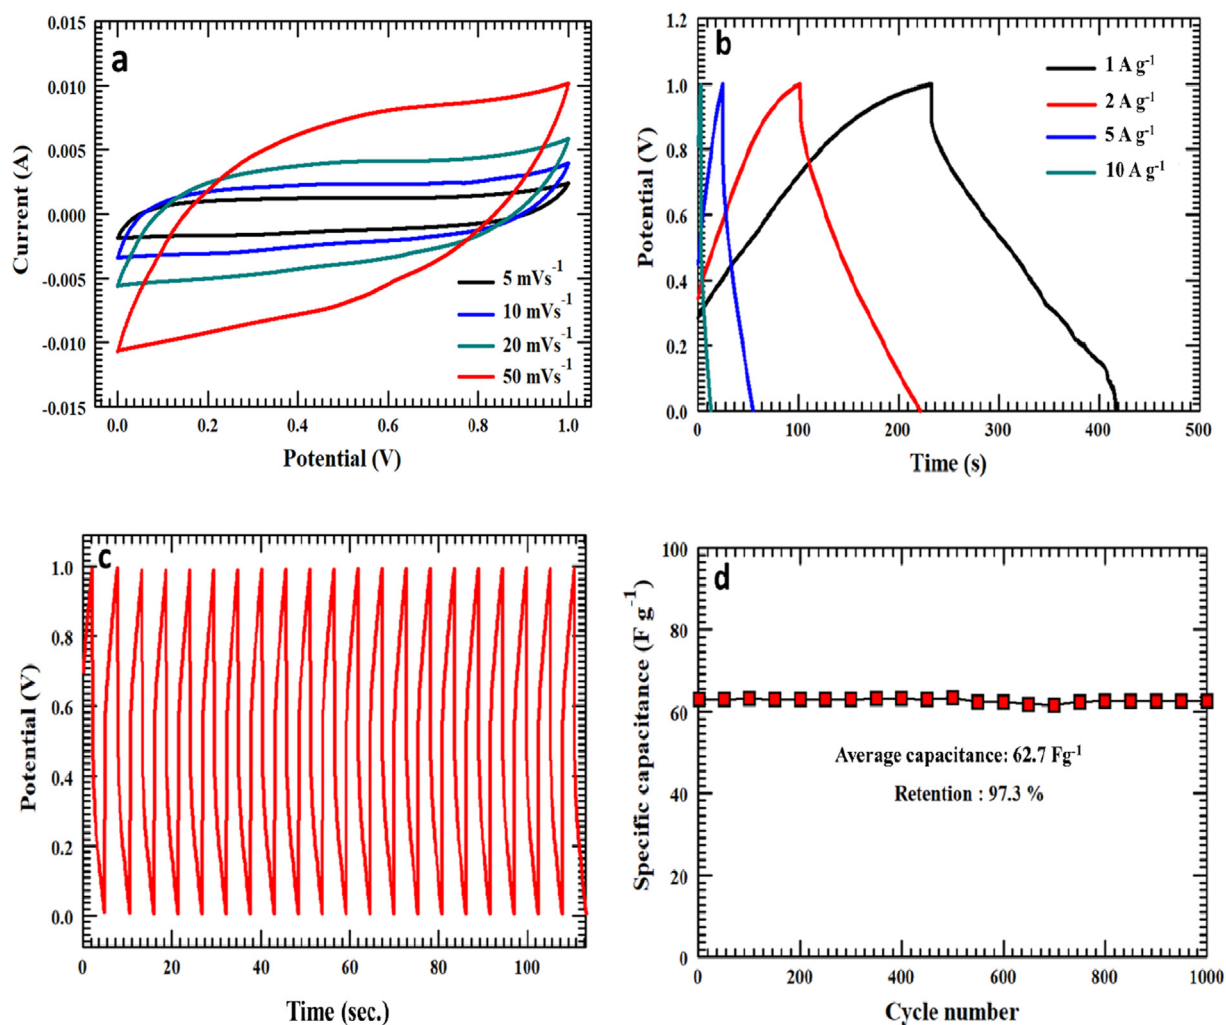 a
0.015
0.010
0.005
0.000
-0.005
-0.010
-0.015
Current (A)
5 mVs-1
10 mVs-1
20 mVs-1
50 mVs-1
0.0 0.2 0.4 0.6 0.8 1.0
Potential (V)
b
1.2
1.0
0.8
0.6
0.4
0.2
0.0
Potential (V)
1 A g-1
2 A g-1
5 A g-1
10 A g-1
0 100 200 300 400 500
Time (s)
c
1.0
0.8
0.6
0.4
0.2
0.0
Potential (V)
0 20 40 60 80 100
Time (sec.)
d
100
80
60
40
20
0
Specific capacitance (F g-1)
Average capacitance: 62.7 Fg-1
Retention : 97.3 %
0 200 400 600 800 1000
Cycle number